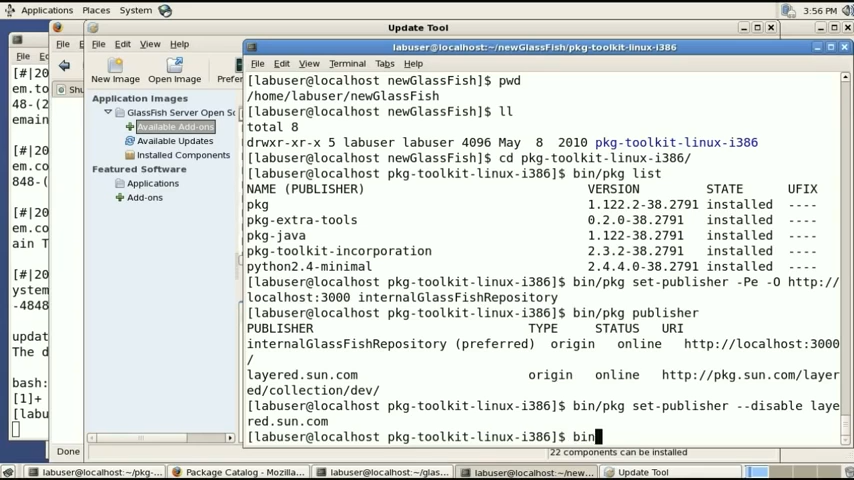 Applications Places System 3:56 PM
Update Tool
labuser@localhost:~/newGlassFish/pkg-toolkit-linux-i386
File Edit View Help
File Edit View Terminal Tabs Help
New Image
Open Image
Prefer
Application Images
GlassFish Server Open So
Available Add-ons
Available Updates
Installed Components
Featured Software
Applications
Add-ons
Done
[labuser@localhost newGlassFish]$ pwd
/home/labuser/newGlassFish
[labuser@localhost newGlassFish]$ ll
total 8
drwxr-xr-x 5 labuser labuser 4096 May 8 2010 pkg-toolkit-linux-i386
[labuser@localhost newGlassFish]$ cd pkg-toolkit-linux-i386/
[labuser@localhost pkg-toolkit-linux-i386]$ bin/pkg list
NAME (PUBLISHER) VERSION STATE UFIX
pkg 1.122.2-38.2791 installed ----
pkg-extra-tools 0.2.0-38.2791 installed ----
pkg-java 1.122-38.2791 installed ----
pkg-toolkit-incorporation 2.3.2-38.2791 installed ----
python2.4-minimal 2.4.4.0-38.2791 installed ----
[labuser@localhost pkg-toolkit-linux-i386]$ bin/pkg set-publisher -Pe -O http://
localhost:3000 internalGlassFishRepository
[labuser@localhost pkg-toolkit-linux-i386]$ bin/pkg publisher
PUBLISHER TYPE STATUS URI
internalGlassFishRepository (preferred) origin online http://localhost:3000
/
layered.sun.com origin online http://pkg.sun.com/layer
ed/collection/dev/
[labuser@localhost pkg-toolkit-linux-i386]$ bin/pkg set-publisher --disable laye
red.sun.com
[labuser@localhost pkg-toolkit-linux-i386]$ bin
22 components can be installed
labuser@localhost:~/pkg-...
Package Catalog - Mozilla...
labuser@localhost:~/glas...
labuser@localhost:~/new...
Update Tool